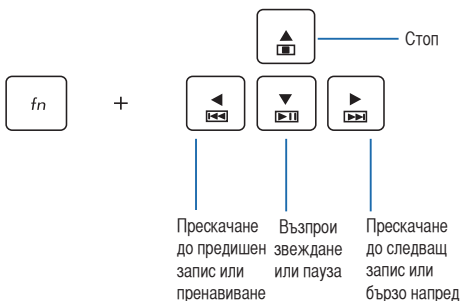 Стоп
fn +
Прескачане
до предишен
запис или
пренавиване
Възпрои
звеждане
или пауза
Прескачане
до следващ
запис или
бързо напред